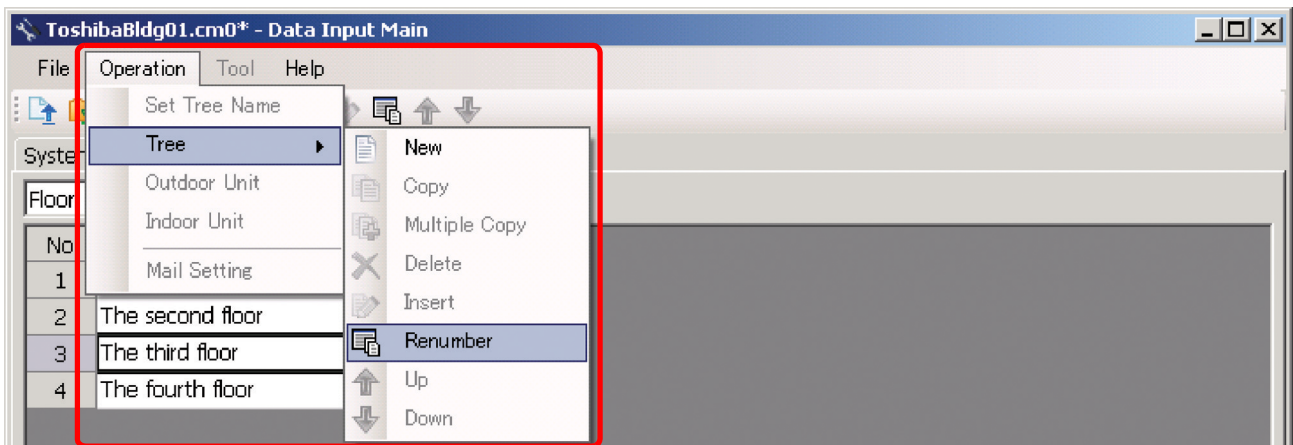 ToshibaBldg01.cm0* - Data Input Main
File Operation Tool Help
Set Tree Name
Tree
Outdoor Unit
Indoor Unit
Mail Setting
New
Copy
Multiple Copy
Delete
Insert
Renumber
Up
Down
Syste
Floor
No
1
2 The second floor
3 The third floor
4 The fourth floor